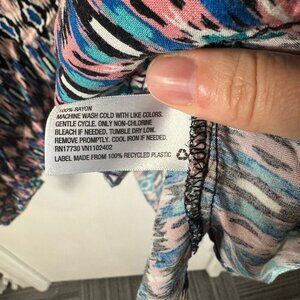 100% RAYON
MACHINE WASH COLD WITH LIKE COLORS.
GENTLE CYCLE. ONLY NON-CHLORINE
BLEACH IF NEEDED. TUMBLE DRY LOW.
REMOVE PROMPTLY. COOL IRON IF NEEDED.
RN17730 VN1102402
LABEL MADE FROM 100% RECYCLED PLASTIC